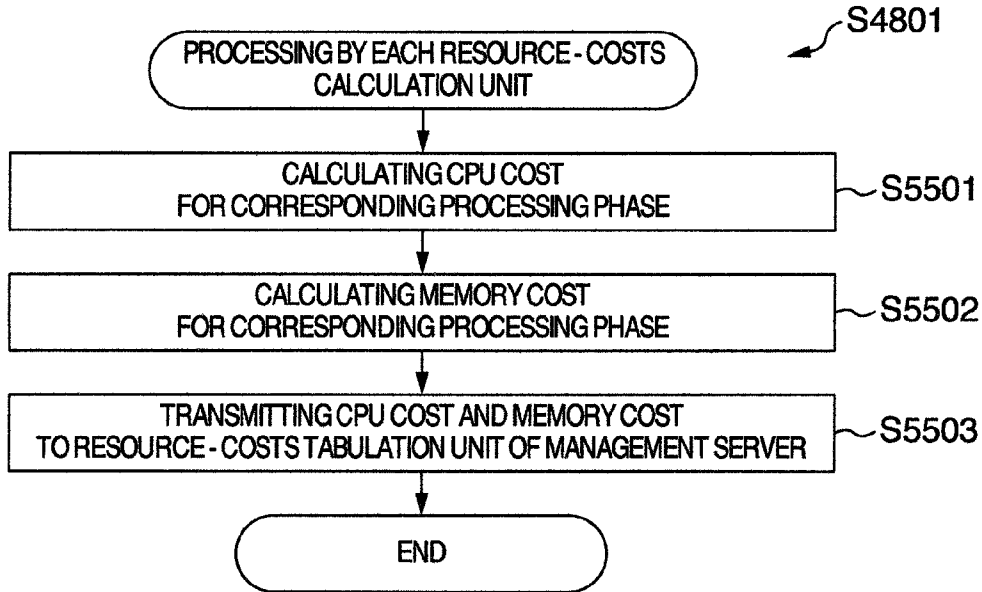 S4801
PROCESSING BY EACH RESOURCE - COSTS
CALCULATION UNIT
CALCULATING CPU COST
FOR CORRESPONDING PROCESSING PHASE
S5501
CALCULATING MEMORY COST
FOR CORRESPONDING PROCESSING PHASE
S5502
TRANSMITTING CPU COST AND MEMORY COST
TO RESOURCE - COSTS TABULATION UNIT OF MANAGEMENT SERVER
S5503
END